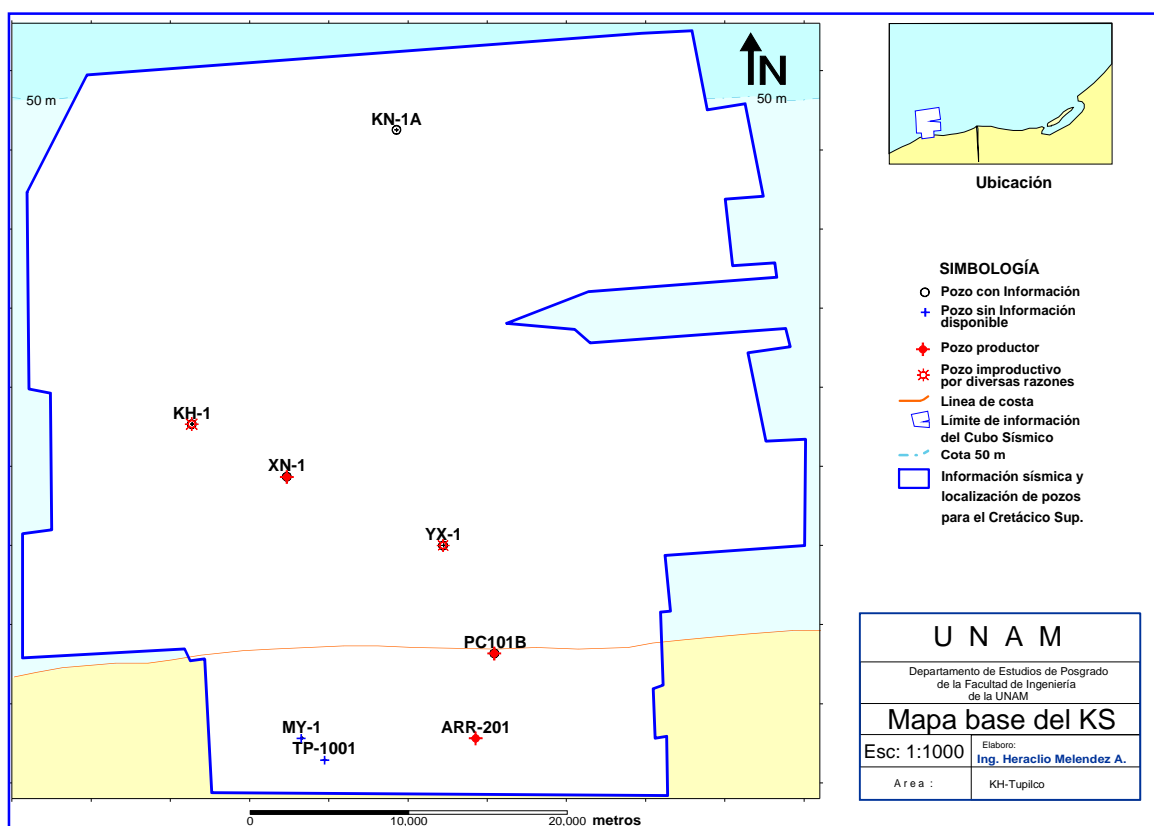 N
50 m
50 m
KN-1A
KH-1
XN-1
YX-1
PC101B
MY-1
TP-1001
ARR-201
0
10,000
20,000
metros
Ubicación
SIMBOLOGÍA
Pozo con Información
Pozo sin Información
disponible
Pozo productor
Pozo improductivo
por diversas razones
Linea de costa
Límite de información
del Cubo Sísmico
Cota 50 m
Información sísmica y
localización de pozos
para el Cretácico Sup.
U N A M
Departamento de Estudios de Posgrado
de la Facultad de Ingeniería
de la UNAM
Mapa base del KS
Esc: 1:1000
Elaboro:
Ing. Heraclio Melendez A.
Area :
KH-Tupilco